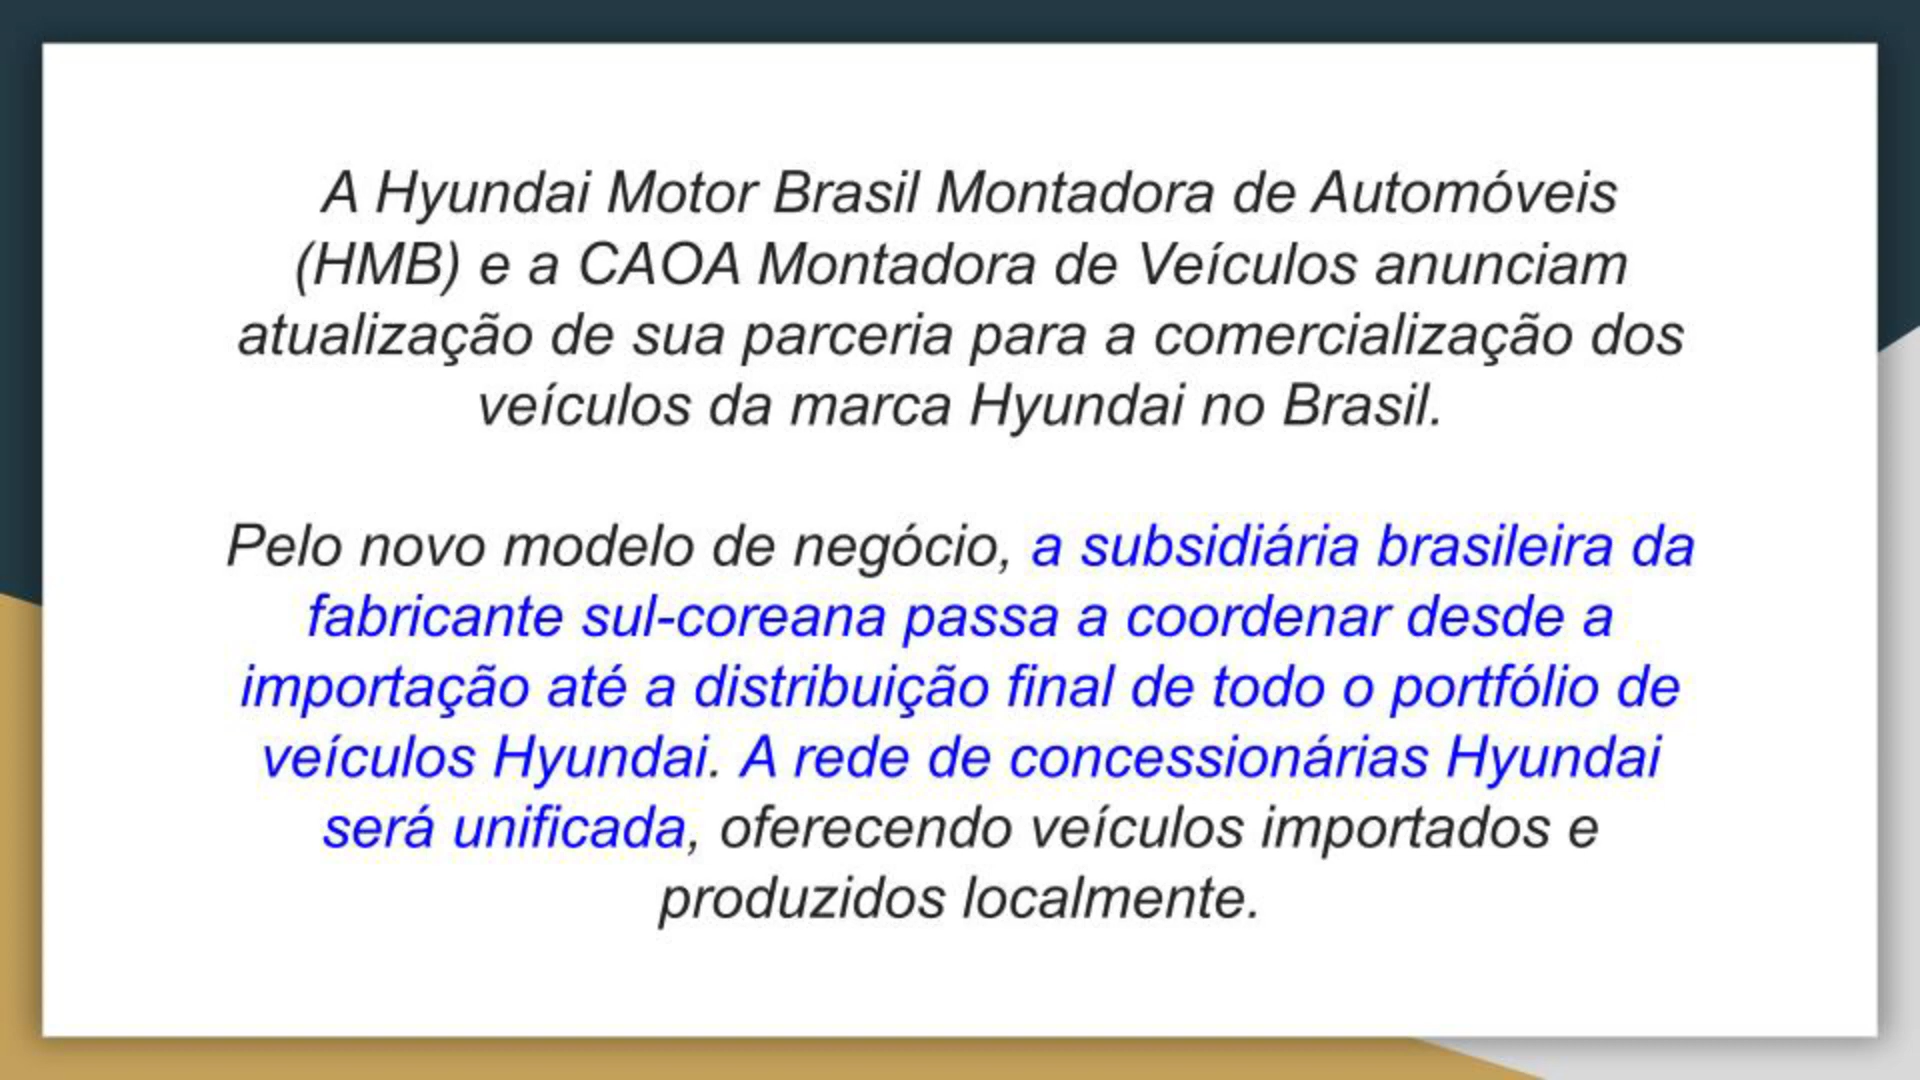 A Hyundai Motor Brasil Montadora de Automóveis
(HMB) e a CAOA Montadora de Veículos anunciam
atualização de sua parceria para a comercialização dos
veículos da marca Hyundai no Brasil.
Pelo novo modelo de negócio, a subsidiária brasileira da
fabricante sul-coreana passa a coordenar desde a
importação até a distribuição final de todo o portfólio de
veículos Hyundai. A rede de concessionárias Hyundai
será unificada, oferecendo veículos importados e
produzidos localmente.